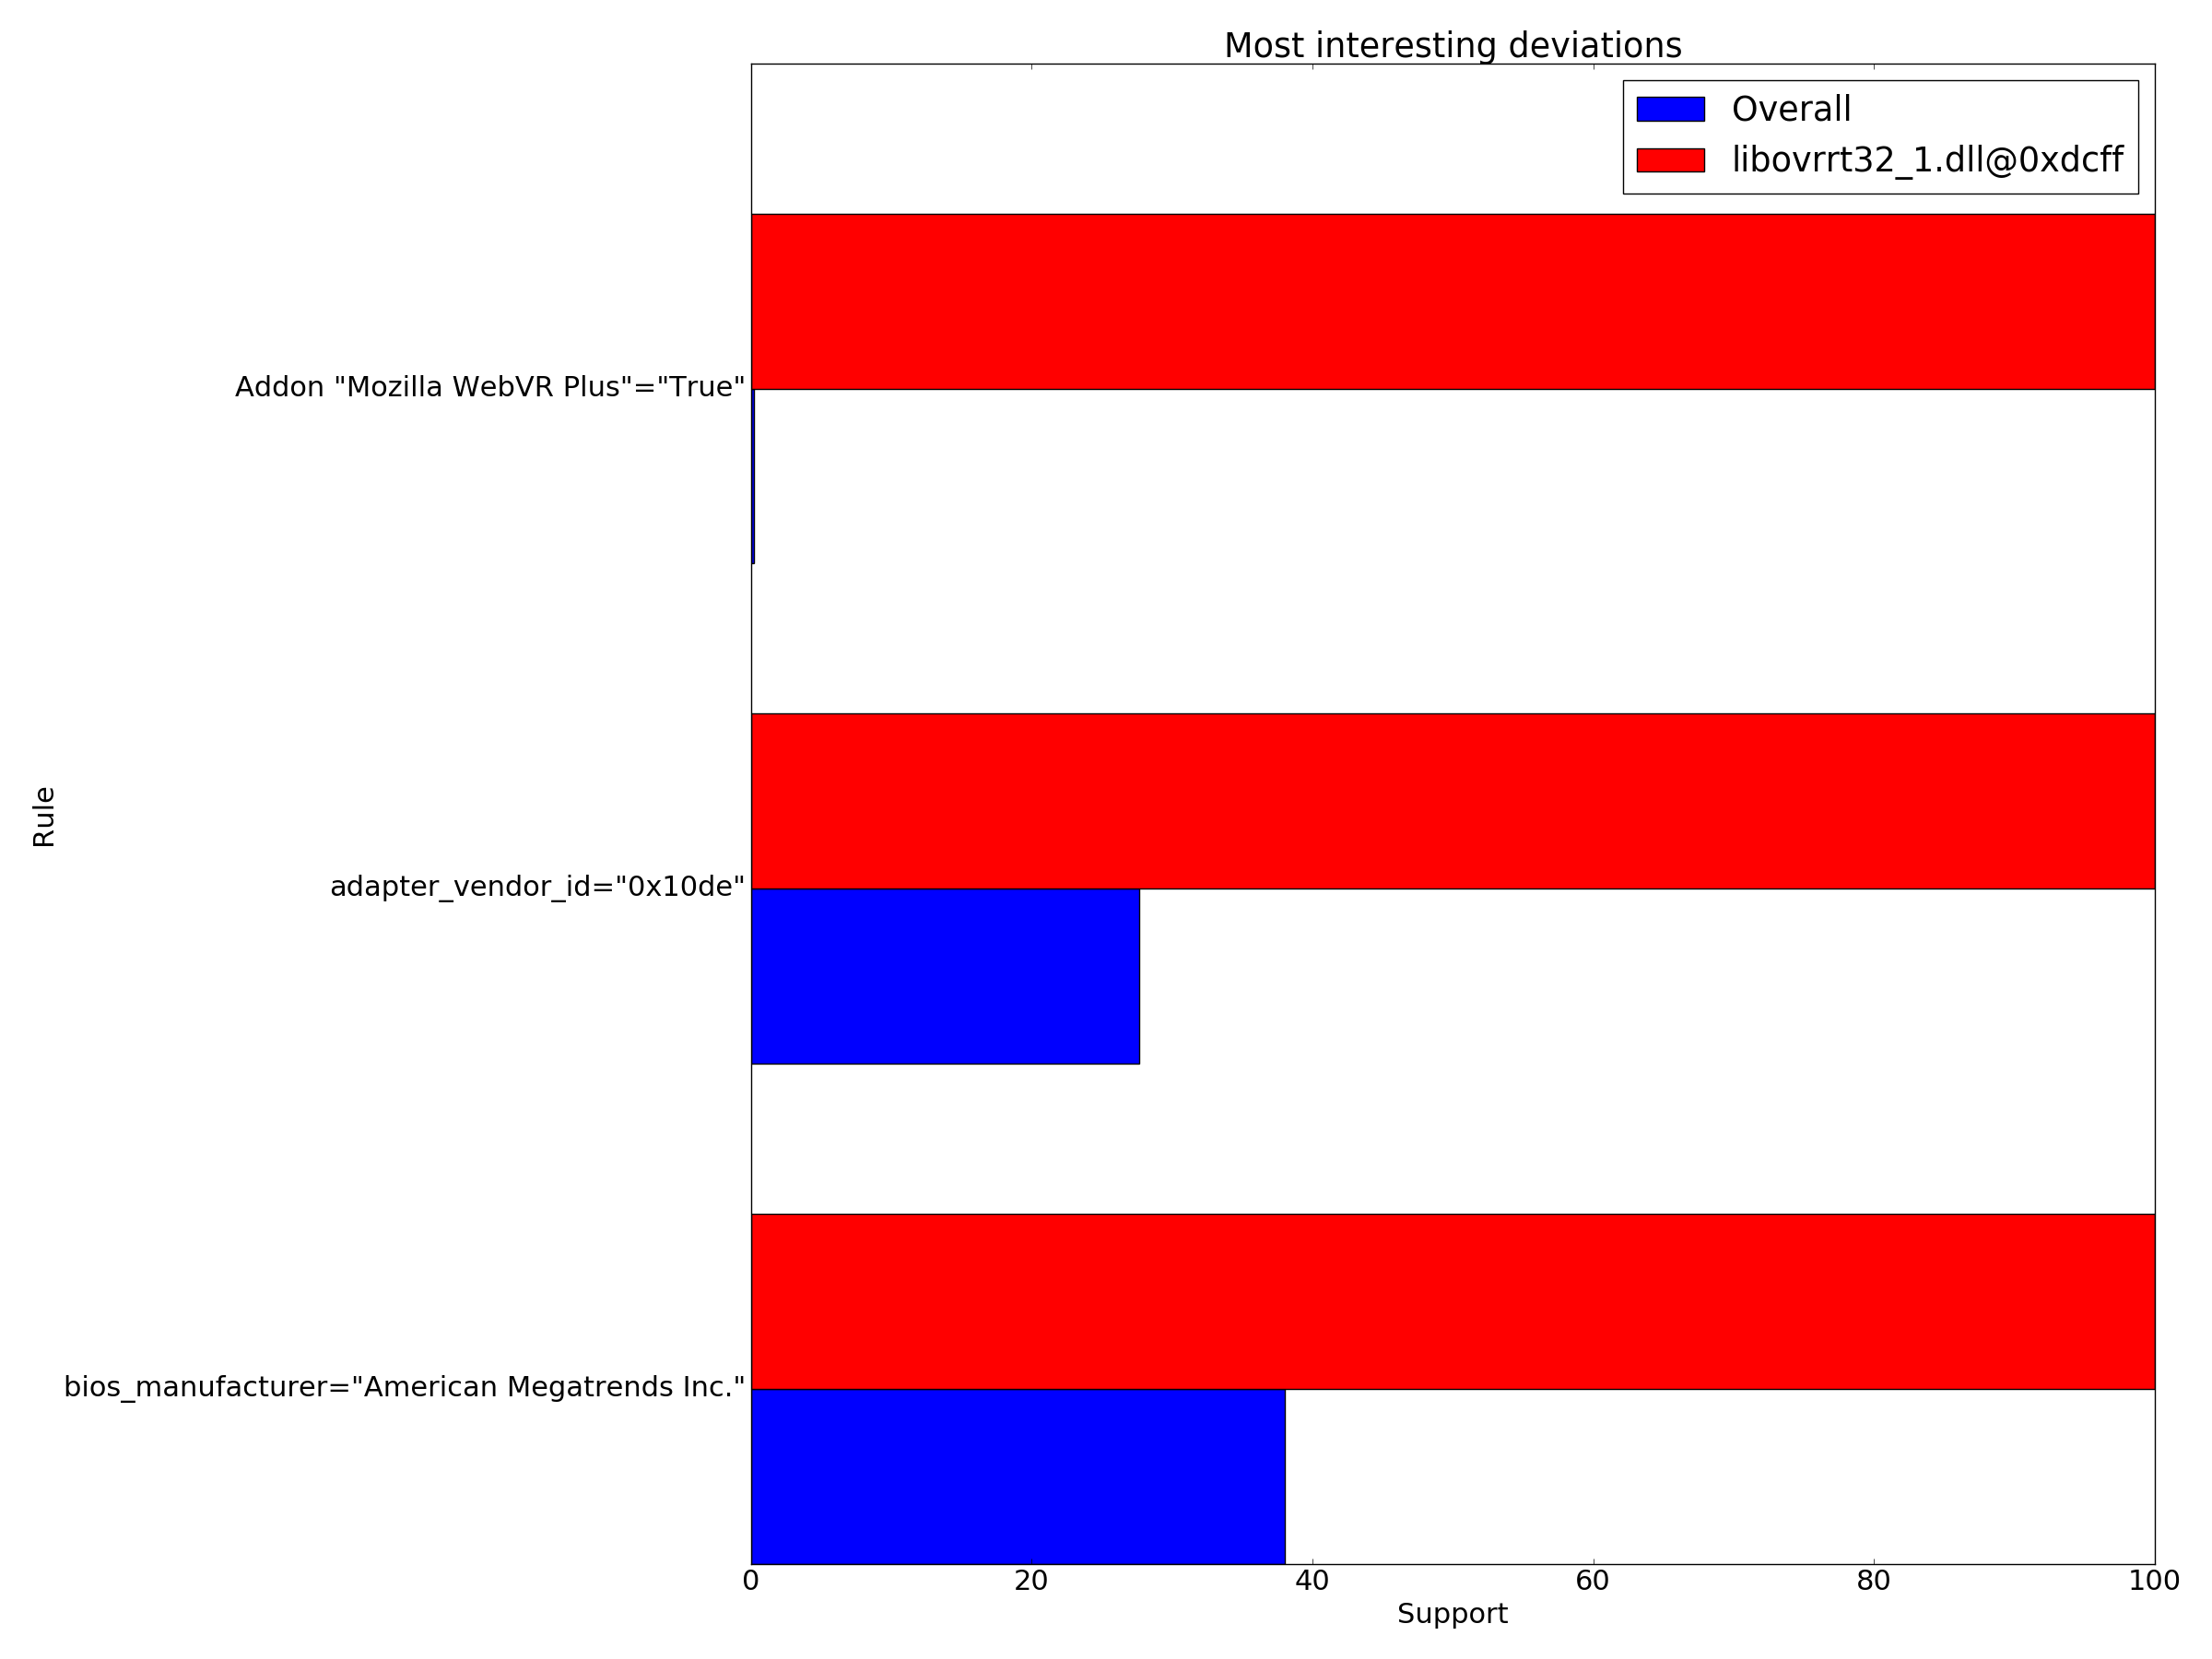 Most interesting deviations
Overall
libovrrt32_1.dll@0xdcff
Addon "Mozilla WebVR Plus"="True"
adapter_vendor_id="0x10de"
bios_manufacturer="American Megatrends Inc."
Rule
0 20 40 60 80 100
Support